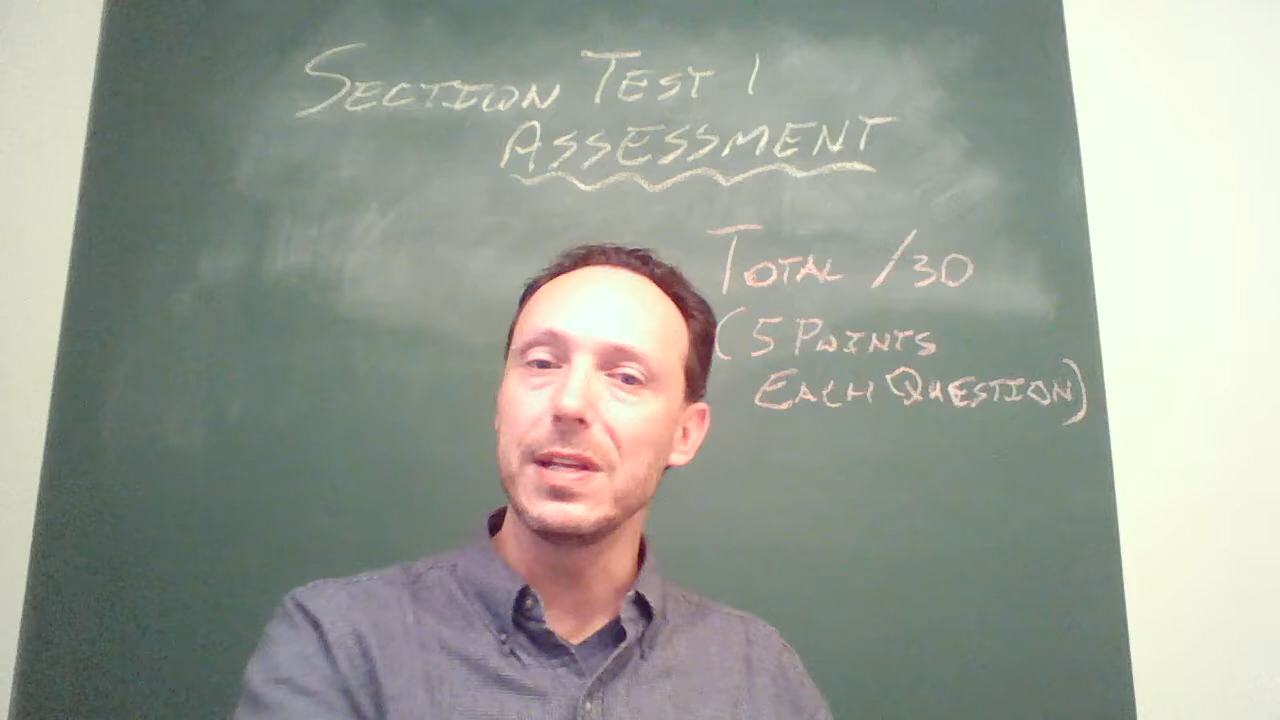 SECTION TEST 1
ASSESSMENT
TOTAL /30
(5 POINTS
EACH QUESTION)